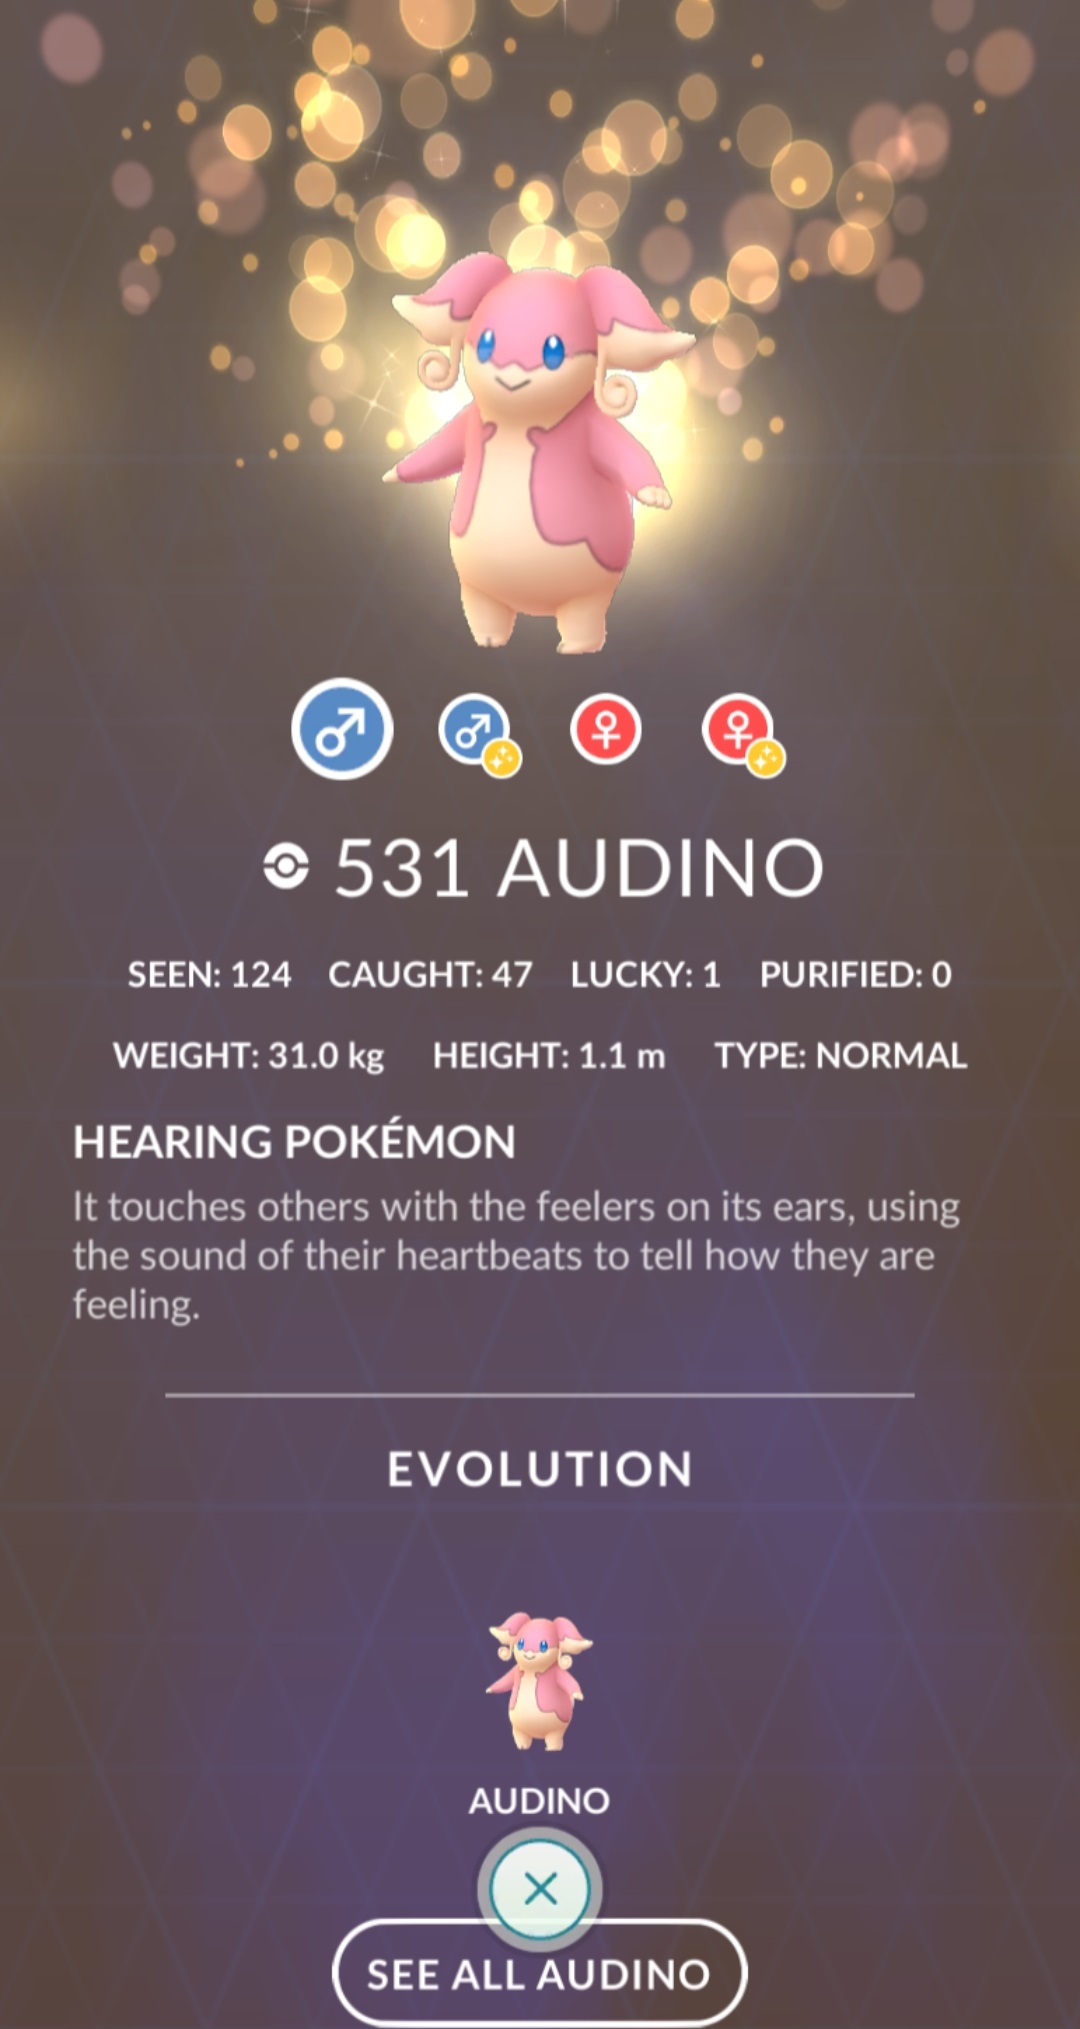 531 AUDINO
SEEN: 124 CAUGHT: 47 LUCKY: 1 PURIFIED: 0
WEIGHT: 31.0 kg HEIGHT: 1.1 m TYPE: NORMAL
HEARING POKÉMON
It touches others with the feelers on its ears, using
the sound of their heartbeats to tell how they are
feeling.
EVOLUTION
AUDINO
SEE ALL AUDINO